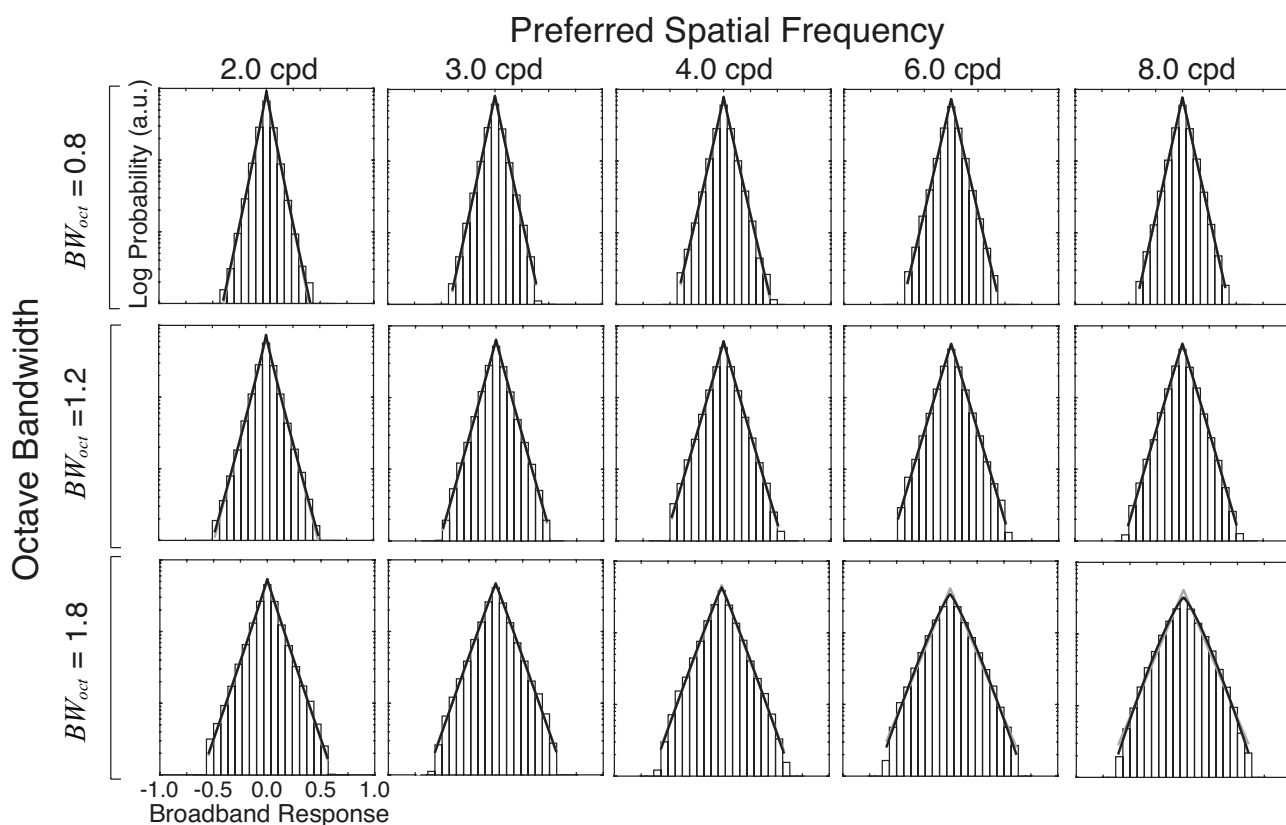 Preferred Spatial Frequency
2.0 cpd 3.0 cpd 4.0 cpd 6.0 cpd 8.0 cpd
Octave Bandwidth
BWoct = 0.8
Log Probability (a.u.)
BWoct =1.2
BWoct = 1.8
-1.0 -0.5 0.0 0.5 1.0
Broadband Response